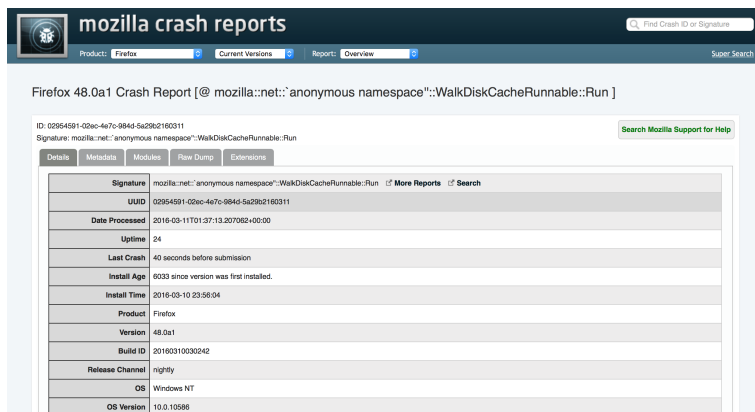 mozilla crash reports
Find Crash ID or Signature
Product: Firefox Current Versions Report: Overview Super Search
Firefox 48.0a1 Crash Report [@ mozilla::net::`anonymous namespace''::WalkDiskCacheRunnable::Run ]
ID: 02954591-02ec-4e7c-984d-5a29b2160311
Search Mozilla Support for Help
Signature: mozilla::net::`anonymous namespace''::WalkDiskCacheRunnable::Run
Details Metadata Modules Raw Dump Extensions
Signature mozilla::net::`anonymous namespace''::WalkDiskCacheRunnable::Run More Reports Search
UUID 02954591-02ec-4e7c-984d-5a29b2160311
Date Processed 2016-03-11T01:37:13.207062+00:00
Uptime 24
Last Crash 40 seconds before submission
Install Age 6033 since version was first installed.
Install Time 2016-03-10 23:56:04
Product Firefox
Version 48.0a1
Build ID 20160310030242
Release Channel nightly
OS Windows NT
OS Version 10.0.10586